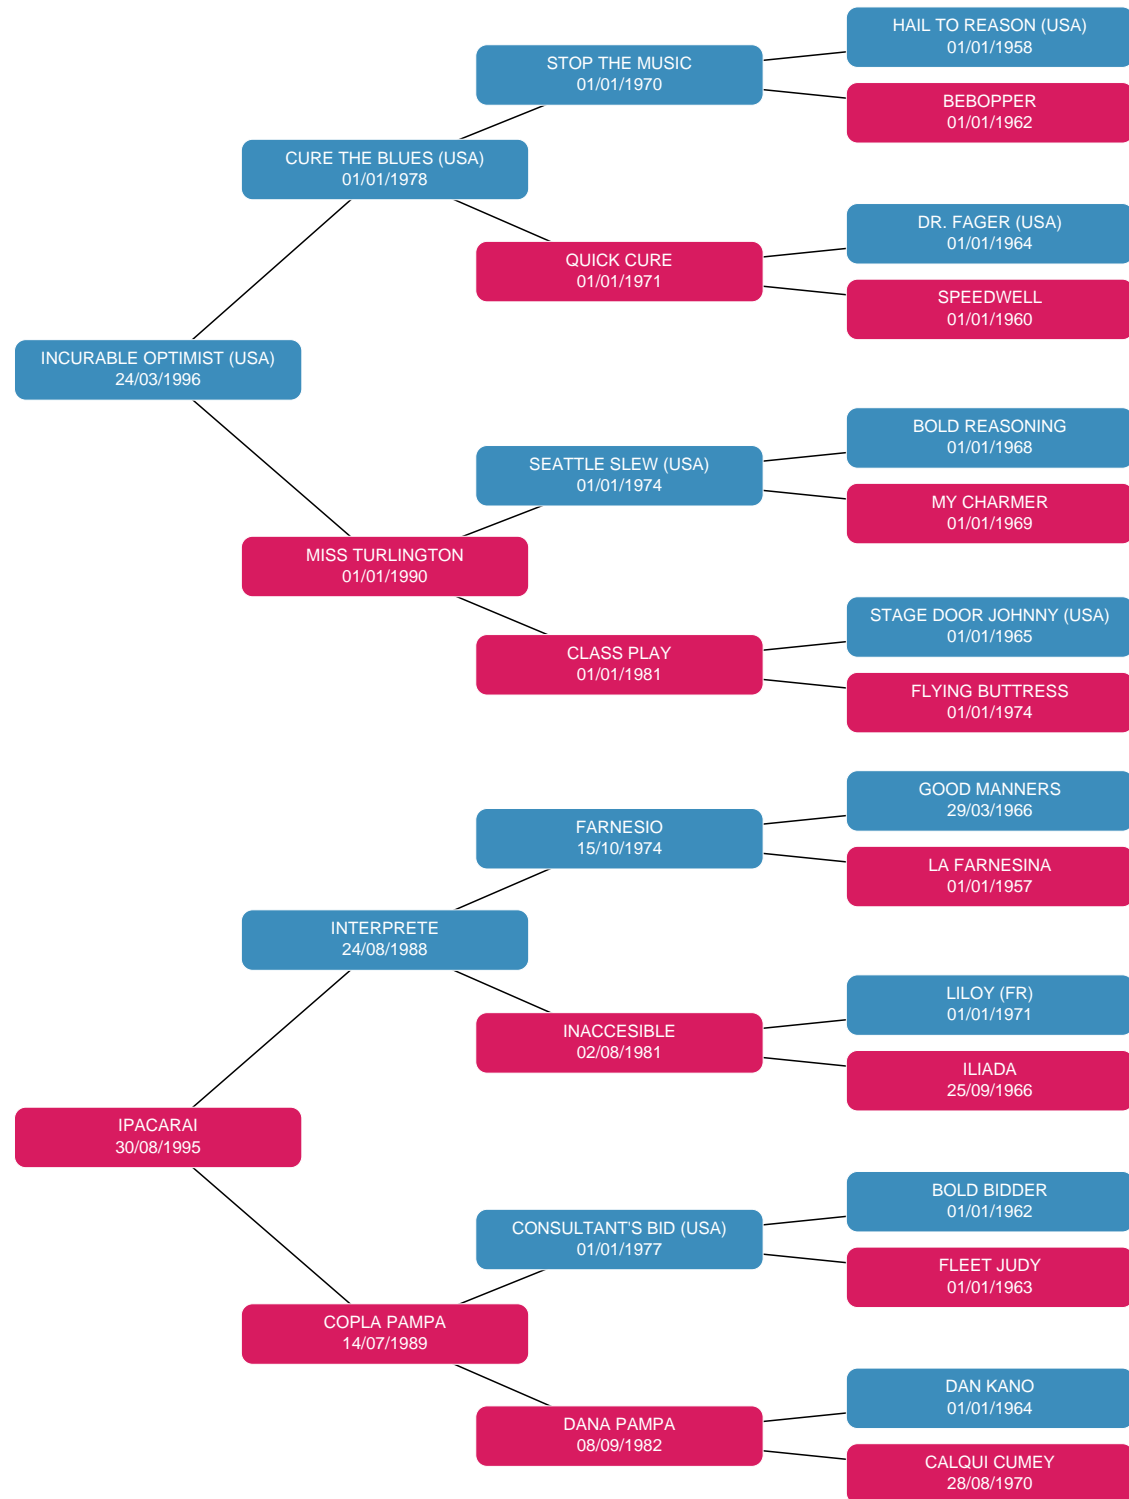 HAIL TO REASON (USA)
01/01/1958
STOP THE MUSIC
01/01/1970
BEBOPPER
01/01/1962
CURE THE BLUES (USA)
01/01/1978
DR. FAGER (USA)
01/01/1964
QUICK CURE
01/01/1971
SPEEDWELL
01/01/1960
INCURABLE OPTIMIST (USA)
24/03/1996
BOLD REASONING
01/01/1968
SEATTLE SLEW (USA)
01/01/1974
MY CHARMER
01/01/1969
MISS TURLINGTON
01/01/1990
STAGE DOOR JOHNNY (USA)
01/01/1965
CLASS PLAY
01/01/1981
FLYING BUTTRESS
01/01/1974
GOOD MANNERS
29/03/1966
FARNESIO
15/10/1974
LA FARNESINA
01/01/1957
INTERPRETE
24/08/1988
LILOY (FR)
01/01/1971
INACCESIBLE
02/08/1981
ILIADA
25/09/1966
IPACARAI
30/08/1995
BOLD BIDDER
01/01/1962
CONSULTANT'S BID (USA)
01/01/1977
FLEET JUDY
01/01/1963
COPLA PAMPA
14/07/1989
DAN KANO
01/01/1964
DANA PAMPA
08/09/1982
CALQUI CUMEY
28/08/1970